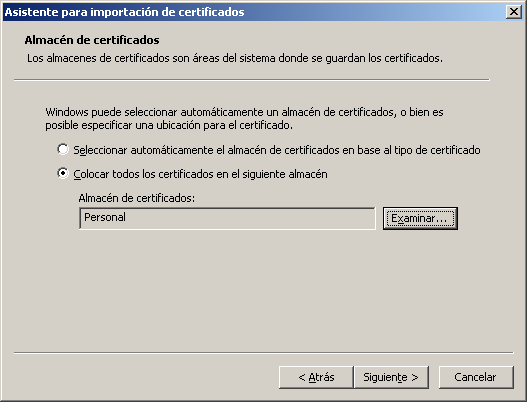 Asistente para importación de certificados
Almacén de certificados
Los almacenes de certificados son áreas del sistema donde se guardan los certificados.
Windows puede seleccionar automáticamente un almacén de certificados, o bien es
posible especificar una ubicación para el certificado.
Seleccionar automáticamente el almacén de certificados en base al tipo de certificado
Colocar todos los certificados en el siguiente almacén
Almacén de certificados:
Personal
Examinar...
< Atrás
Siguiente >
Cancelar